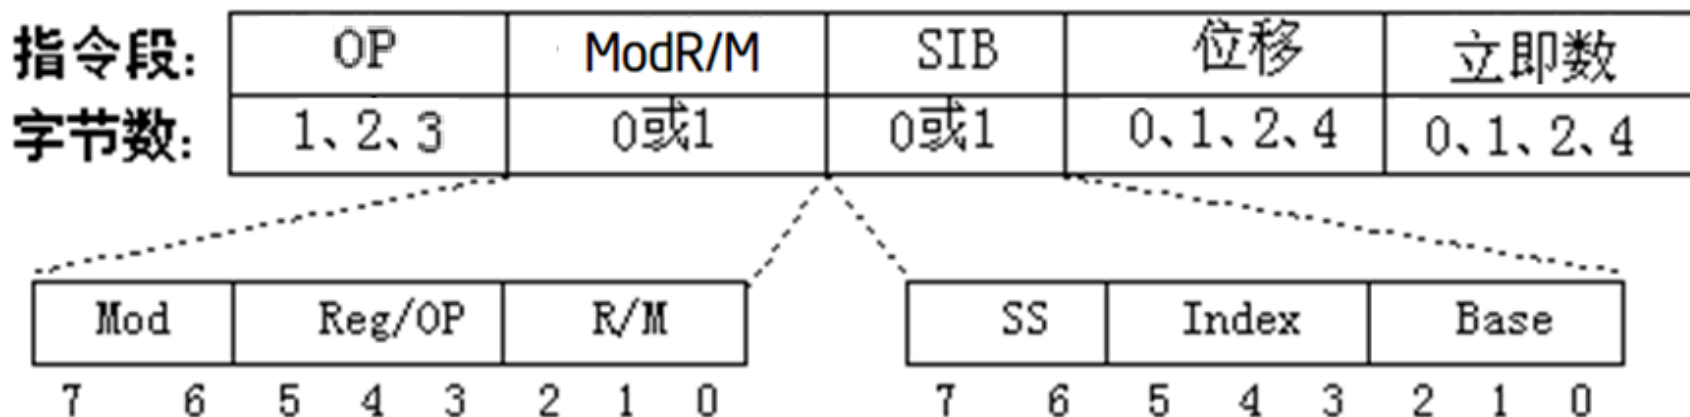 指令段: OP ModR/M SIB 位移 立即数
字节数: 1、2、3 0或1 0或1 0、1、2、4 0、1、2、4
Mod Reg/OP R/M SS Index Base
7 6 5 4 3 2 1 0 7 6 5 4 3 2 1 0